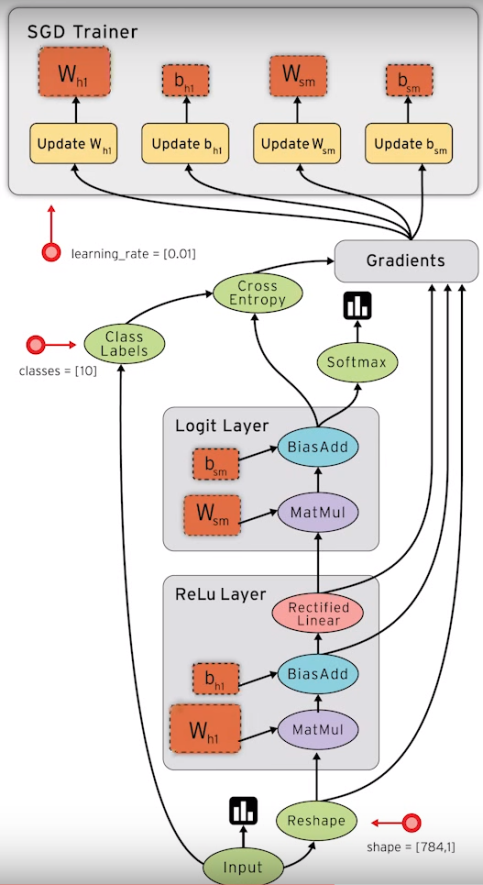 SGD Trainer
Wh1
bh1
Wsm
bsm
Update Wh1
Update bh1
Update Wsm
Update bsm
learning_rate = [0.01]
Gradients
Cross
Entropy
Class
Labels
classes = [10]
Softmax
Logit Layer
BiasAdd
bsm
Wsm
MatMul
ReLu Layer
Rectified
Linear
bh1
BiasAdd
Wh1
MatMul
Reshape
shape = [784,1]
Input